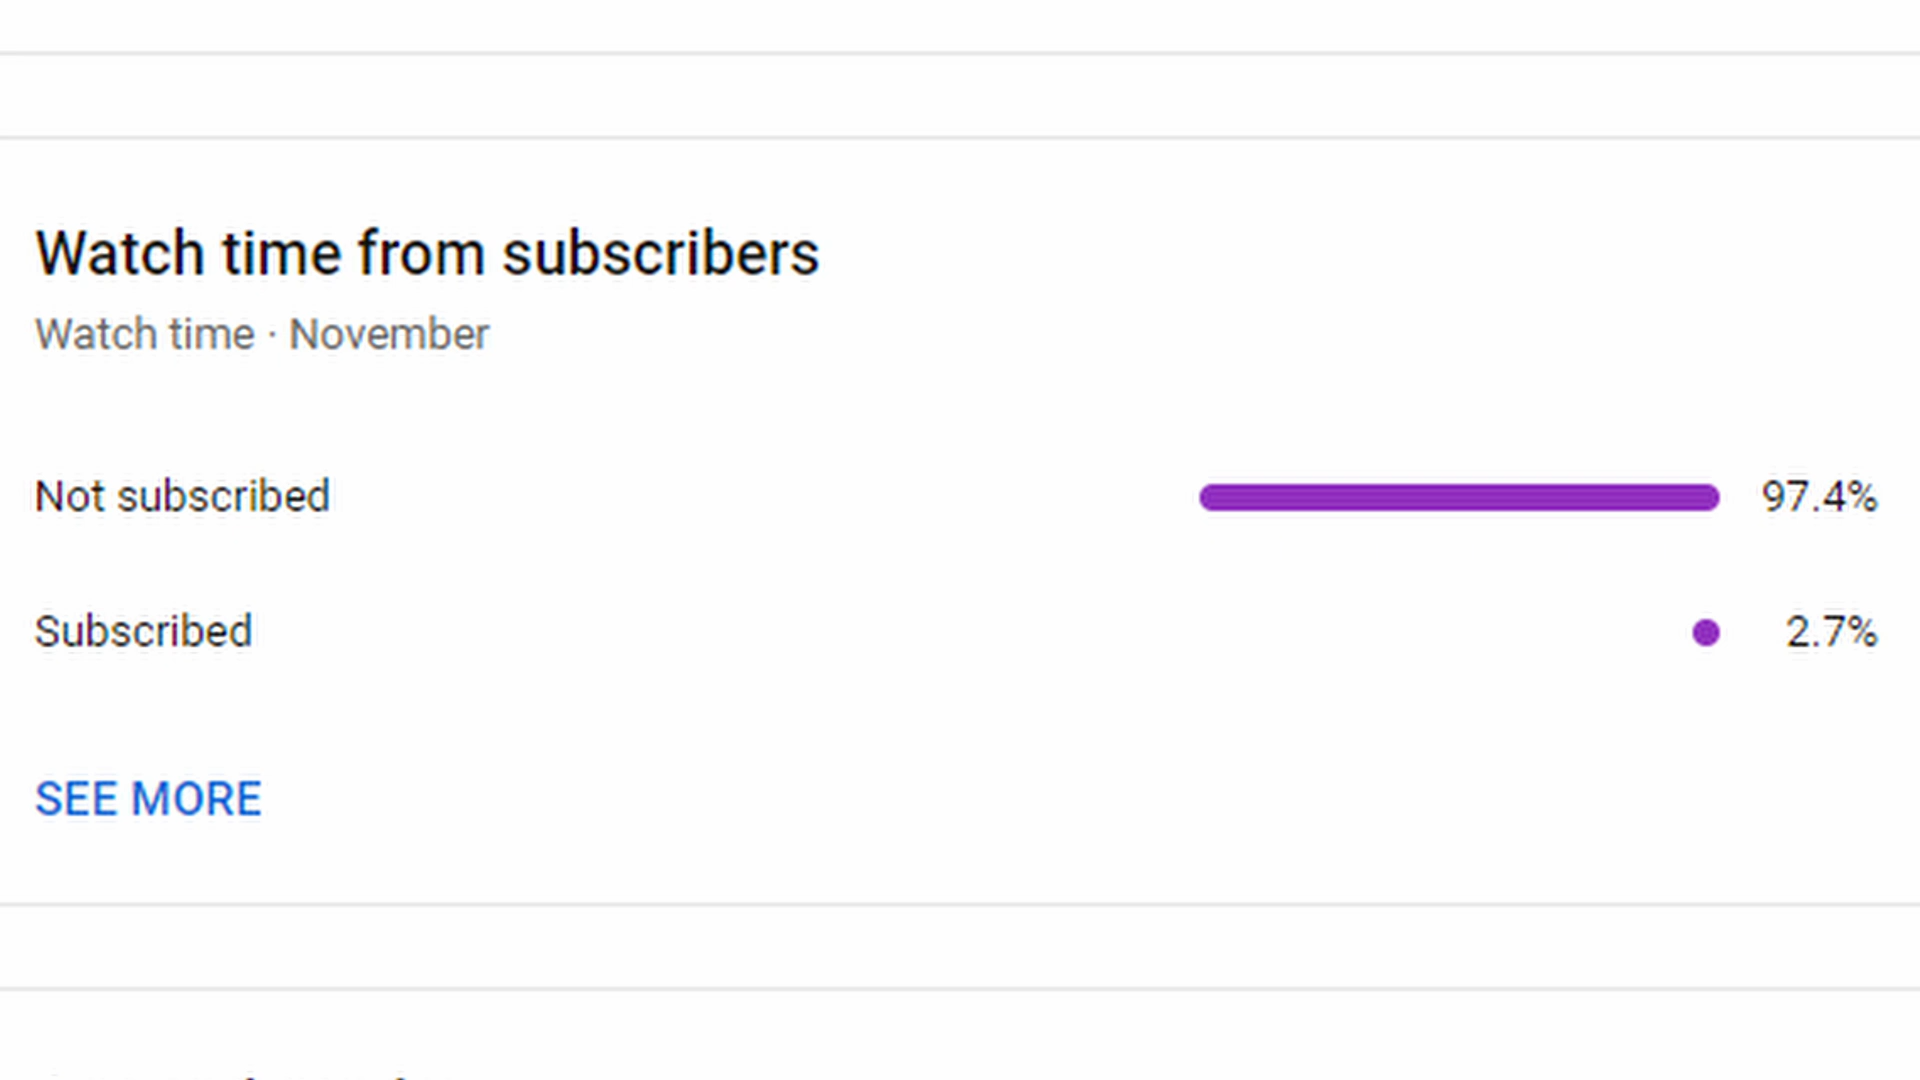 Watch time from subscribers
Watch time · November
Not subscribed 97.4%
Subscribed 2.7%
SEE MORE